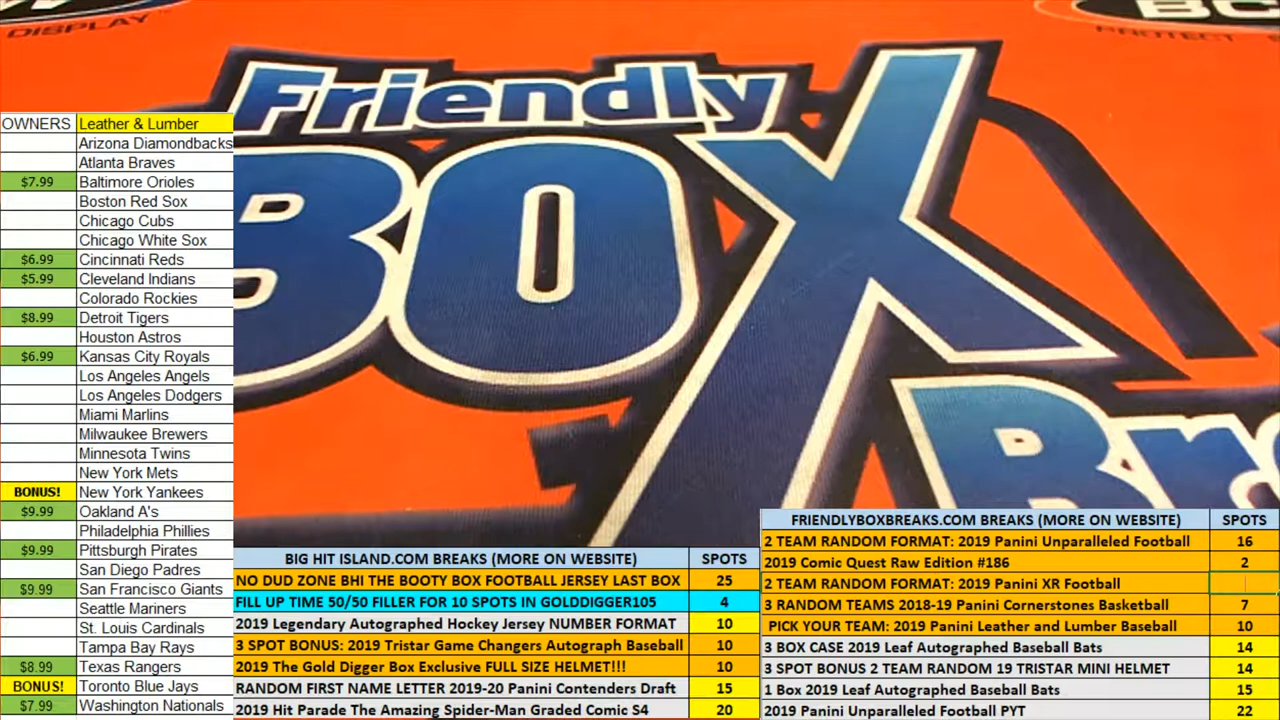 DISPLAY
BC
PROTECT
Friendly
BOX
Br
OWNERS Leather & Lumber
Arizona Diamondbacks
Atlanta Braves
$7.99 Baltimore Orioles
Boston Red Sox
Chicago Cubs
Chicago White Sox
$6.99 Cincinnati Reds
$5.99 Cleveland Indians
Colorado Rockies
$8.99 Detroit Tigers
Houston Astros
$6.99 Kansas City Royals
Los Angeles Angels
Los Angeles Dodgers
Miami Marlins
Milwaukee Brewers
Minnesota Twins
New York Mets
BONUS! New York Yankees
$9.99 Oakland A's
Philadelphia Phillies
$9.99 Pittsburgh Pirates
San Diego Padres
$9.99 San Francisco Giants
Seattle Mariners
St. Louis Cardinals
Tampa Bay Rays
$8.99 Texas Rangers
BONUS! Toronto Blue Jays
$7.99 Washington Nationals
BIG HIT ISLAND.COM BREAKS (MORE ON WEBSITE) SPOTS
NO DUD ZONE BHI THE BOOTY BOX FOOTBALL JERSEY LAST BOX 25
FILL UP TIME 50/50 FILLER FOR 10 SPOTS IN GOLDDIGGER105 4
2019 Legendary Autographed Hockey Jersey NUMBER FORMAT 10
3 SPOT BONUS: 2019 Tristar Game Changers Autograph Baseball 10
2019 The Gold Digger Box Exclusive FULL SIZE HELMET!!! 10
RANDOM FIRST NAME LETTER 2019-20 Panini Contenders Draft 15
2019 Hit Parade The Amazing Spider-Man Graded Comic S4 20
FRIENDLYBOXBREAKS.COM BREAKS (MORE ON WEBSITE) SPOTS
2 TEAM RANDOM FORMAT: 2019 Panini Unparalleled Football 16
2019 Comic Quest Raw Edition #186 2
2 TEAM RANDOM FORMAT: 2019 Panini XR Football
3 RANDOM TEAMS 2018-19 Panini Cornerstones Basketball 7
PICK YOUR TEAM: 2019 Panini Leather and Lumber Baseball 10
3 BOX CASE 2019 Leaf Autographed Baseball Bats 14
3 SPOT BONUS 2 TEAM RANDOM 19 TRISTAR MINI HELMET 14
1 Box 2019 Leaf Autographed Baseball Bats 15
2019 Panini Unparalleled Football PYT 22